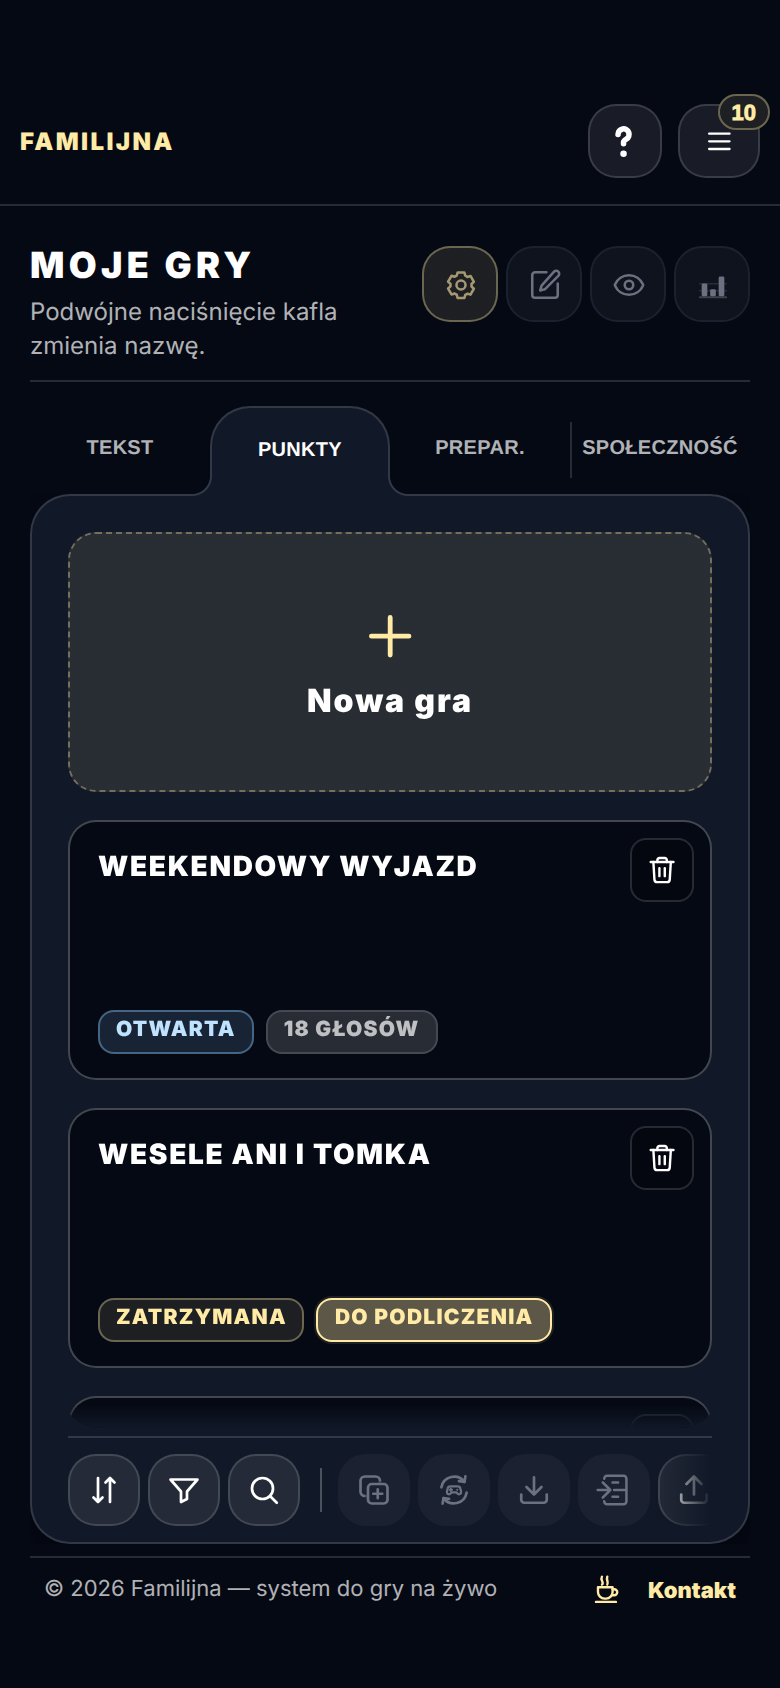 FAMILIJNA
?
10
MOJE GRY
Podwójne naciśnięcie kafla
zmienia nazwę.
TEKST
PUNKTY
PREPAR.
SPOŁECZNOŚĆ
Nowa gra
WEEKENDOWY WYJAZD
OTWARTA
18 GŁOSÓW
WESELE ANI I TOMKA
ZATRZYMANA
DO PODLICZENIA
© 2026 Familijna — system do gry na żywo
Kontakt